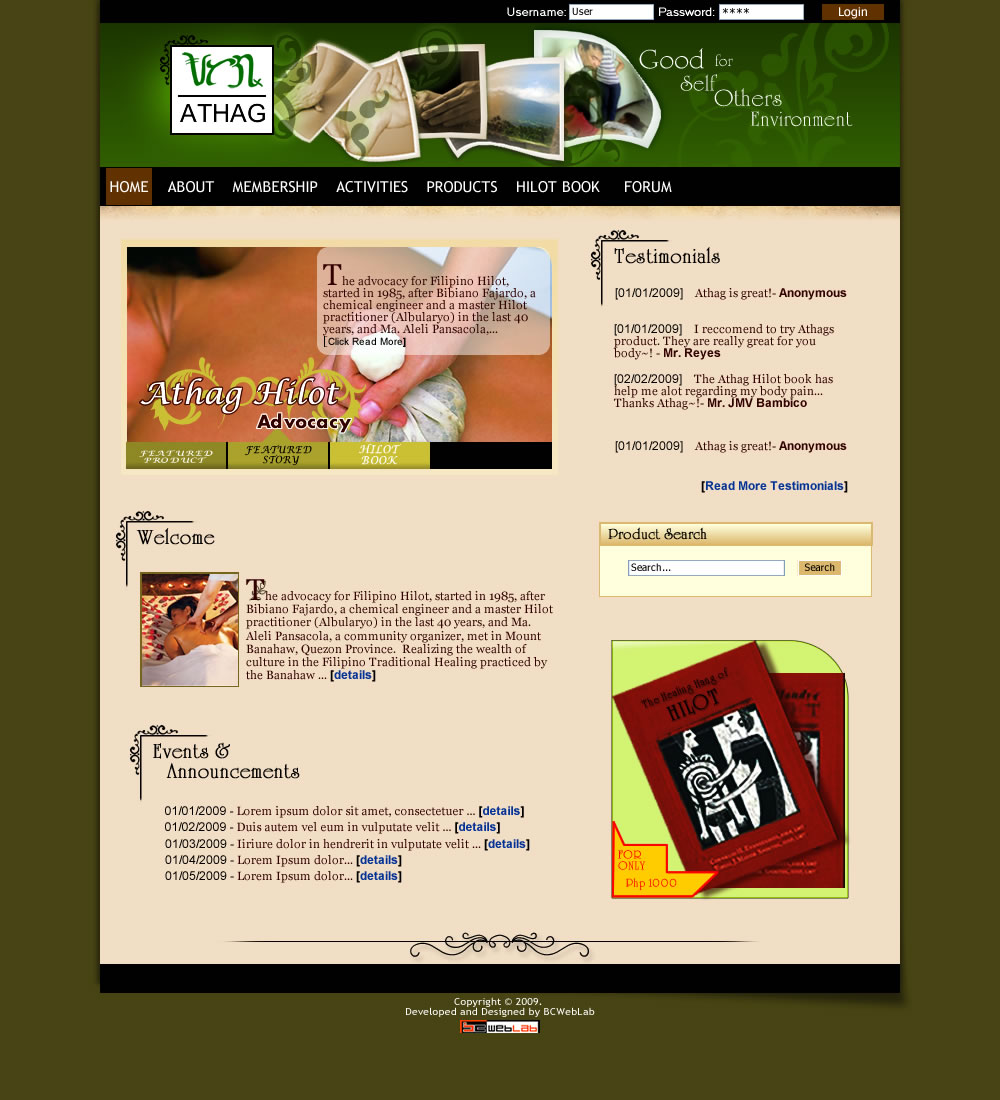 Username: User Password: **** Login
ᜑᜒᜎᜓ
ATHAG
Good for
Self
Others
Environment
HOME ABOUT MEMBERSHIP ACTIVITIES PRODUCTS HILOT BOOK FORUM
The advocacy for Filipino Hilot,
started in 1985, after Bibiano Fajardo, a
chemical engineer and a master Hilot
practitioner (Albularyo) in the last 40
years, and Ma. Aleli Pansacola,...
[Click Read More]
Athag Hilot
Advocacy
FEATURED
PRODUCT
FEATURED
STORY
HILOT
BOOK
Testimonials
[01/01/2009] Athag is great!- Anonymous
[01/01/2009] I reccomend to try Athags
product. They are really great for you
body~! - Mr. Reyes
[02/02/2009] The Athag Hilot book has
help me alot regarding my body pain...
Thanks Athag~!- Mr. JMV Bambico
[01/01/2009] Athag is great!- Anonymous
[Read More Testimonials]
Product Search
Search... Search
Welcome
The advocacy for Filipino Hilot, started in 1985, after
Bibiano Fajardo, a chemical engineer and a master Hilot
practitioner (Albularyo) in the last 40 years, and Ma.
Aleli Pansacola, a community organizer, met in Mount
Banahaw, Quezon Province. Realizing the wealth of
culture in the Filipino Traditional Healing practiced by
the Banahaw ... [details]
Events &
Announcements
01/01/2009 - Lorem ipsum dolor sit amet, consectetuer ... [details]
01/02/2009 - Duis autem vel eum in vulputate velit ... [details]
01/03/2009 - Iiriure dolor in hendrerit in vulputate velit ... [details]
01/04/2009 - Lorem Ipsum dolor... [details]
01/05/2009 - Lorem Ipsum dolor... [details]
The Healing Haag of
HILOT
FOR
ONLY
Php 1000
Copyright © 2009.
Developed and Designed by BCWebLab
bcwebLab